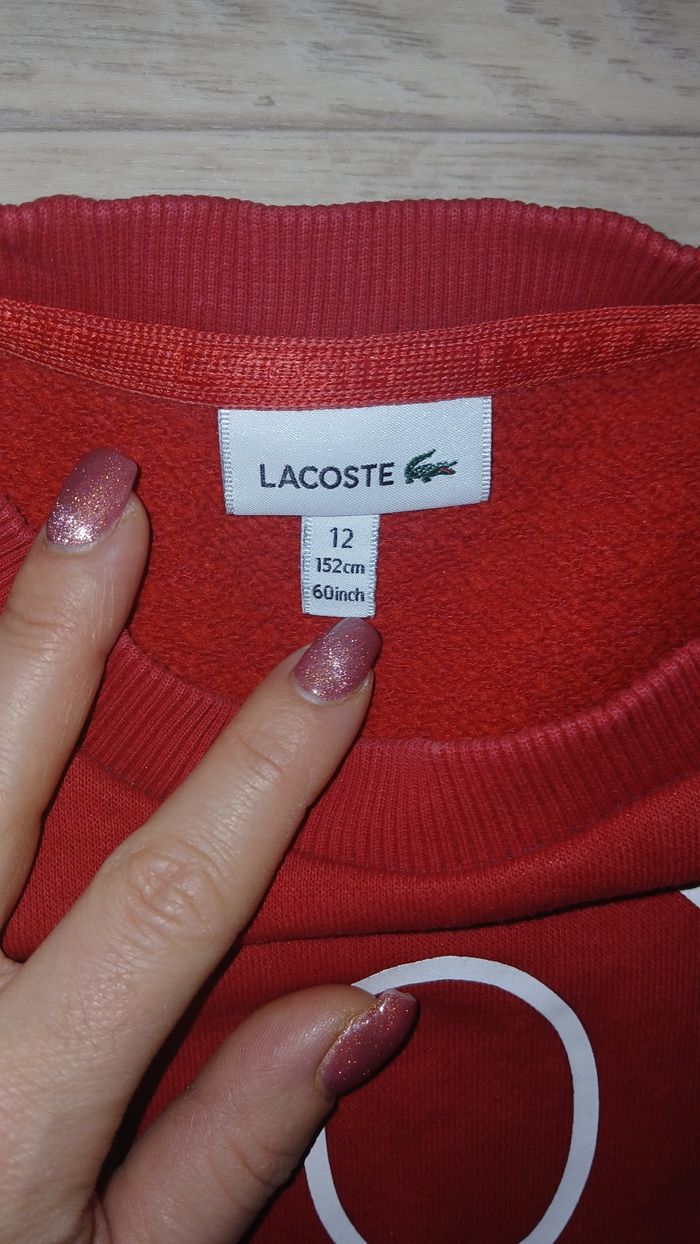 LACOSTE
12
152cm
60inch